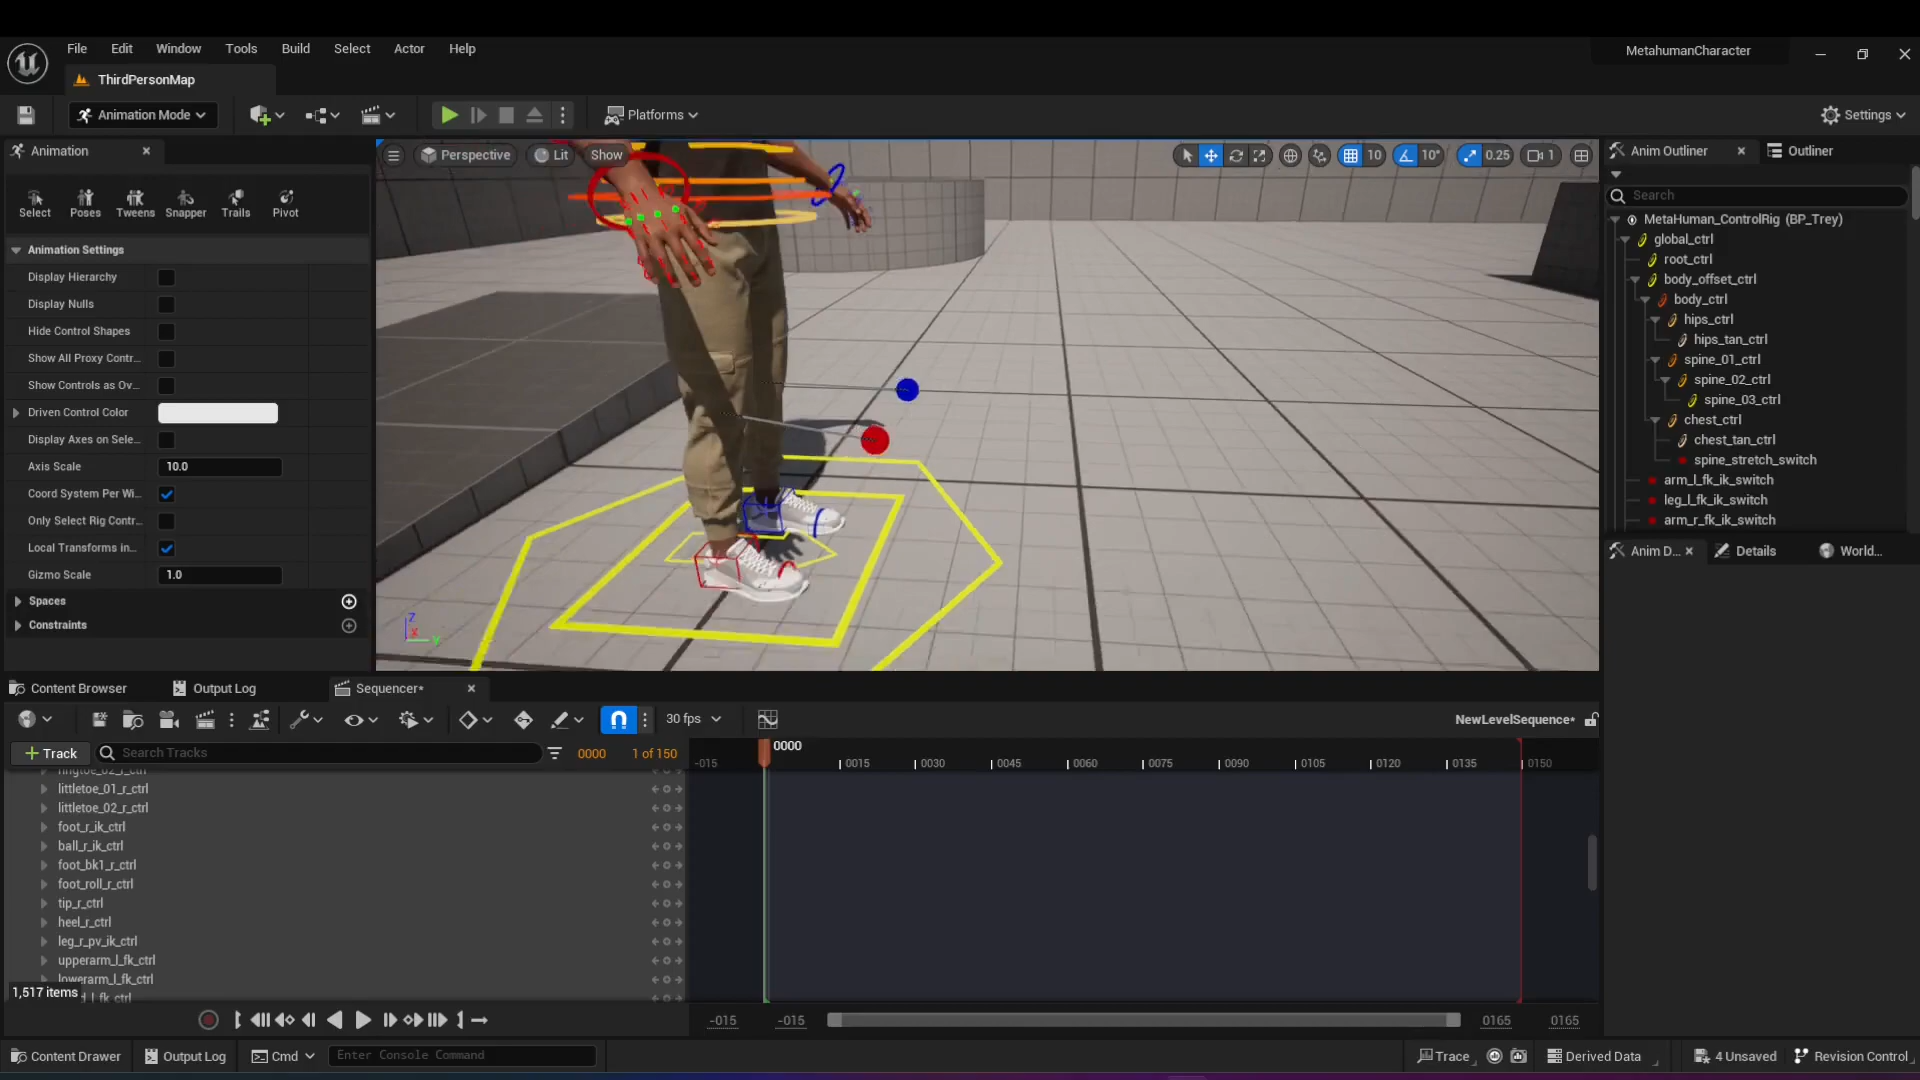 File Edit Window Tools Build Select Actor Help
MetahumanCharacter
ThirdPersonMap
Animation Mode
Platforms
Settings
Animation
Perspective
Lit
Show
10
10°
0.25
1
Anim Outliner
Outliner
Select Poses Tweens Snapper Trails Pivot
Search
Animation Settings
Display Hierarchy
Display Nulls
Hide Control Shapes
Show All Proxy Contr...
Show Controls as Ov...
Driven Control Color
Display Axes on Sele...
Axis Scale 10.0
Coord System Per Wi...
Only Select Rig Contr...
Local Transforms in...
Gizmo Scale 1.0
Spaces
Constraints
Z
X
Y
MetaHuman_ControlRig (BP_Trey)
global_ctrl
root_ctrl
body_offset_ctrl
body_ctrl
hips_ctrl
hips_tan_ctrl
spine_01_ctrl
spine_02_ctrl
spine_03_ctrl
chest_ctrl
chest_tan_ctrl
spine_stretch_switch
arm_l_fk_ik_switch
leg_l_fk_ik_switch
arm_r_fk_ik_switch
Anim D...
Details
World...
Content Browser
Output Log
Sequencer*
30 fps
NewLevelSequence*
Track
Search Tracks
0000
1 of 150
0000
-015 0015 0030 0045 0060 0075 0090 0105 0120 0135 0150
littletoe_01_r_ctrl
littletoe_02_r_ctrl
foot_r_ik_ctrl
ball_r_ik_ctrl
foot_bk1_r_ctrl
foot_roll_r_ctrl
tip_r_ctrl
heel_r_ctrl
leg_r_pv_ik_ctrl
upperarm_l_fk_ctrl
lowerarm_l_fk_ctrl
1,517 items
-015 -015 0165 0165
Content Drawer
Output Log
Cmd
Enter Console Command
Trace
Derived Data
4 Unsaved
Revision Control